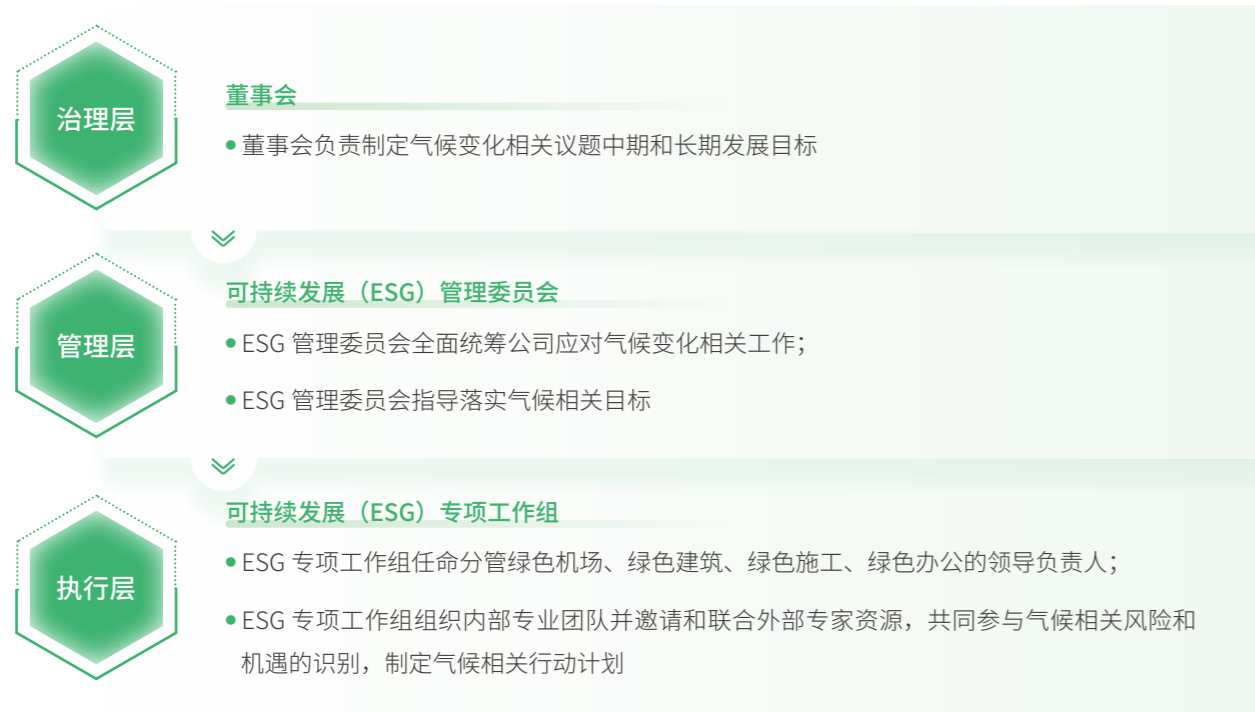 治理层
董事会
董事会负责制定气候变化相关议题中期和长期发展目标
管理层
可持续发展（ESG）管理委员会
ESG 管理委员会全面统筹公司应对气候变化相关工作；
ESG 管理委员会指导落实气候相关目标
执行层
可持续发展（ESG）专项工作组
ESG 专项工作组任命分管绿色机场、绿色建筑、绿色施工、绿色办公的领导负责人；
ESG 专项工作组组织内部专业团队并邀请和联合外部专家资源，共同参与气候相关风险和
机遇的识别，制定气候相关行动计划